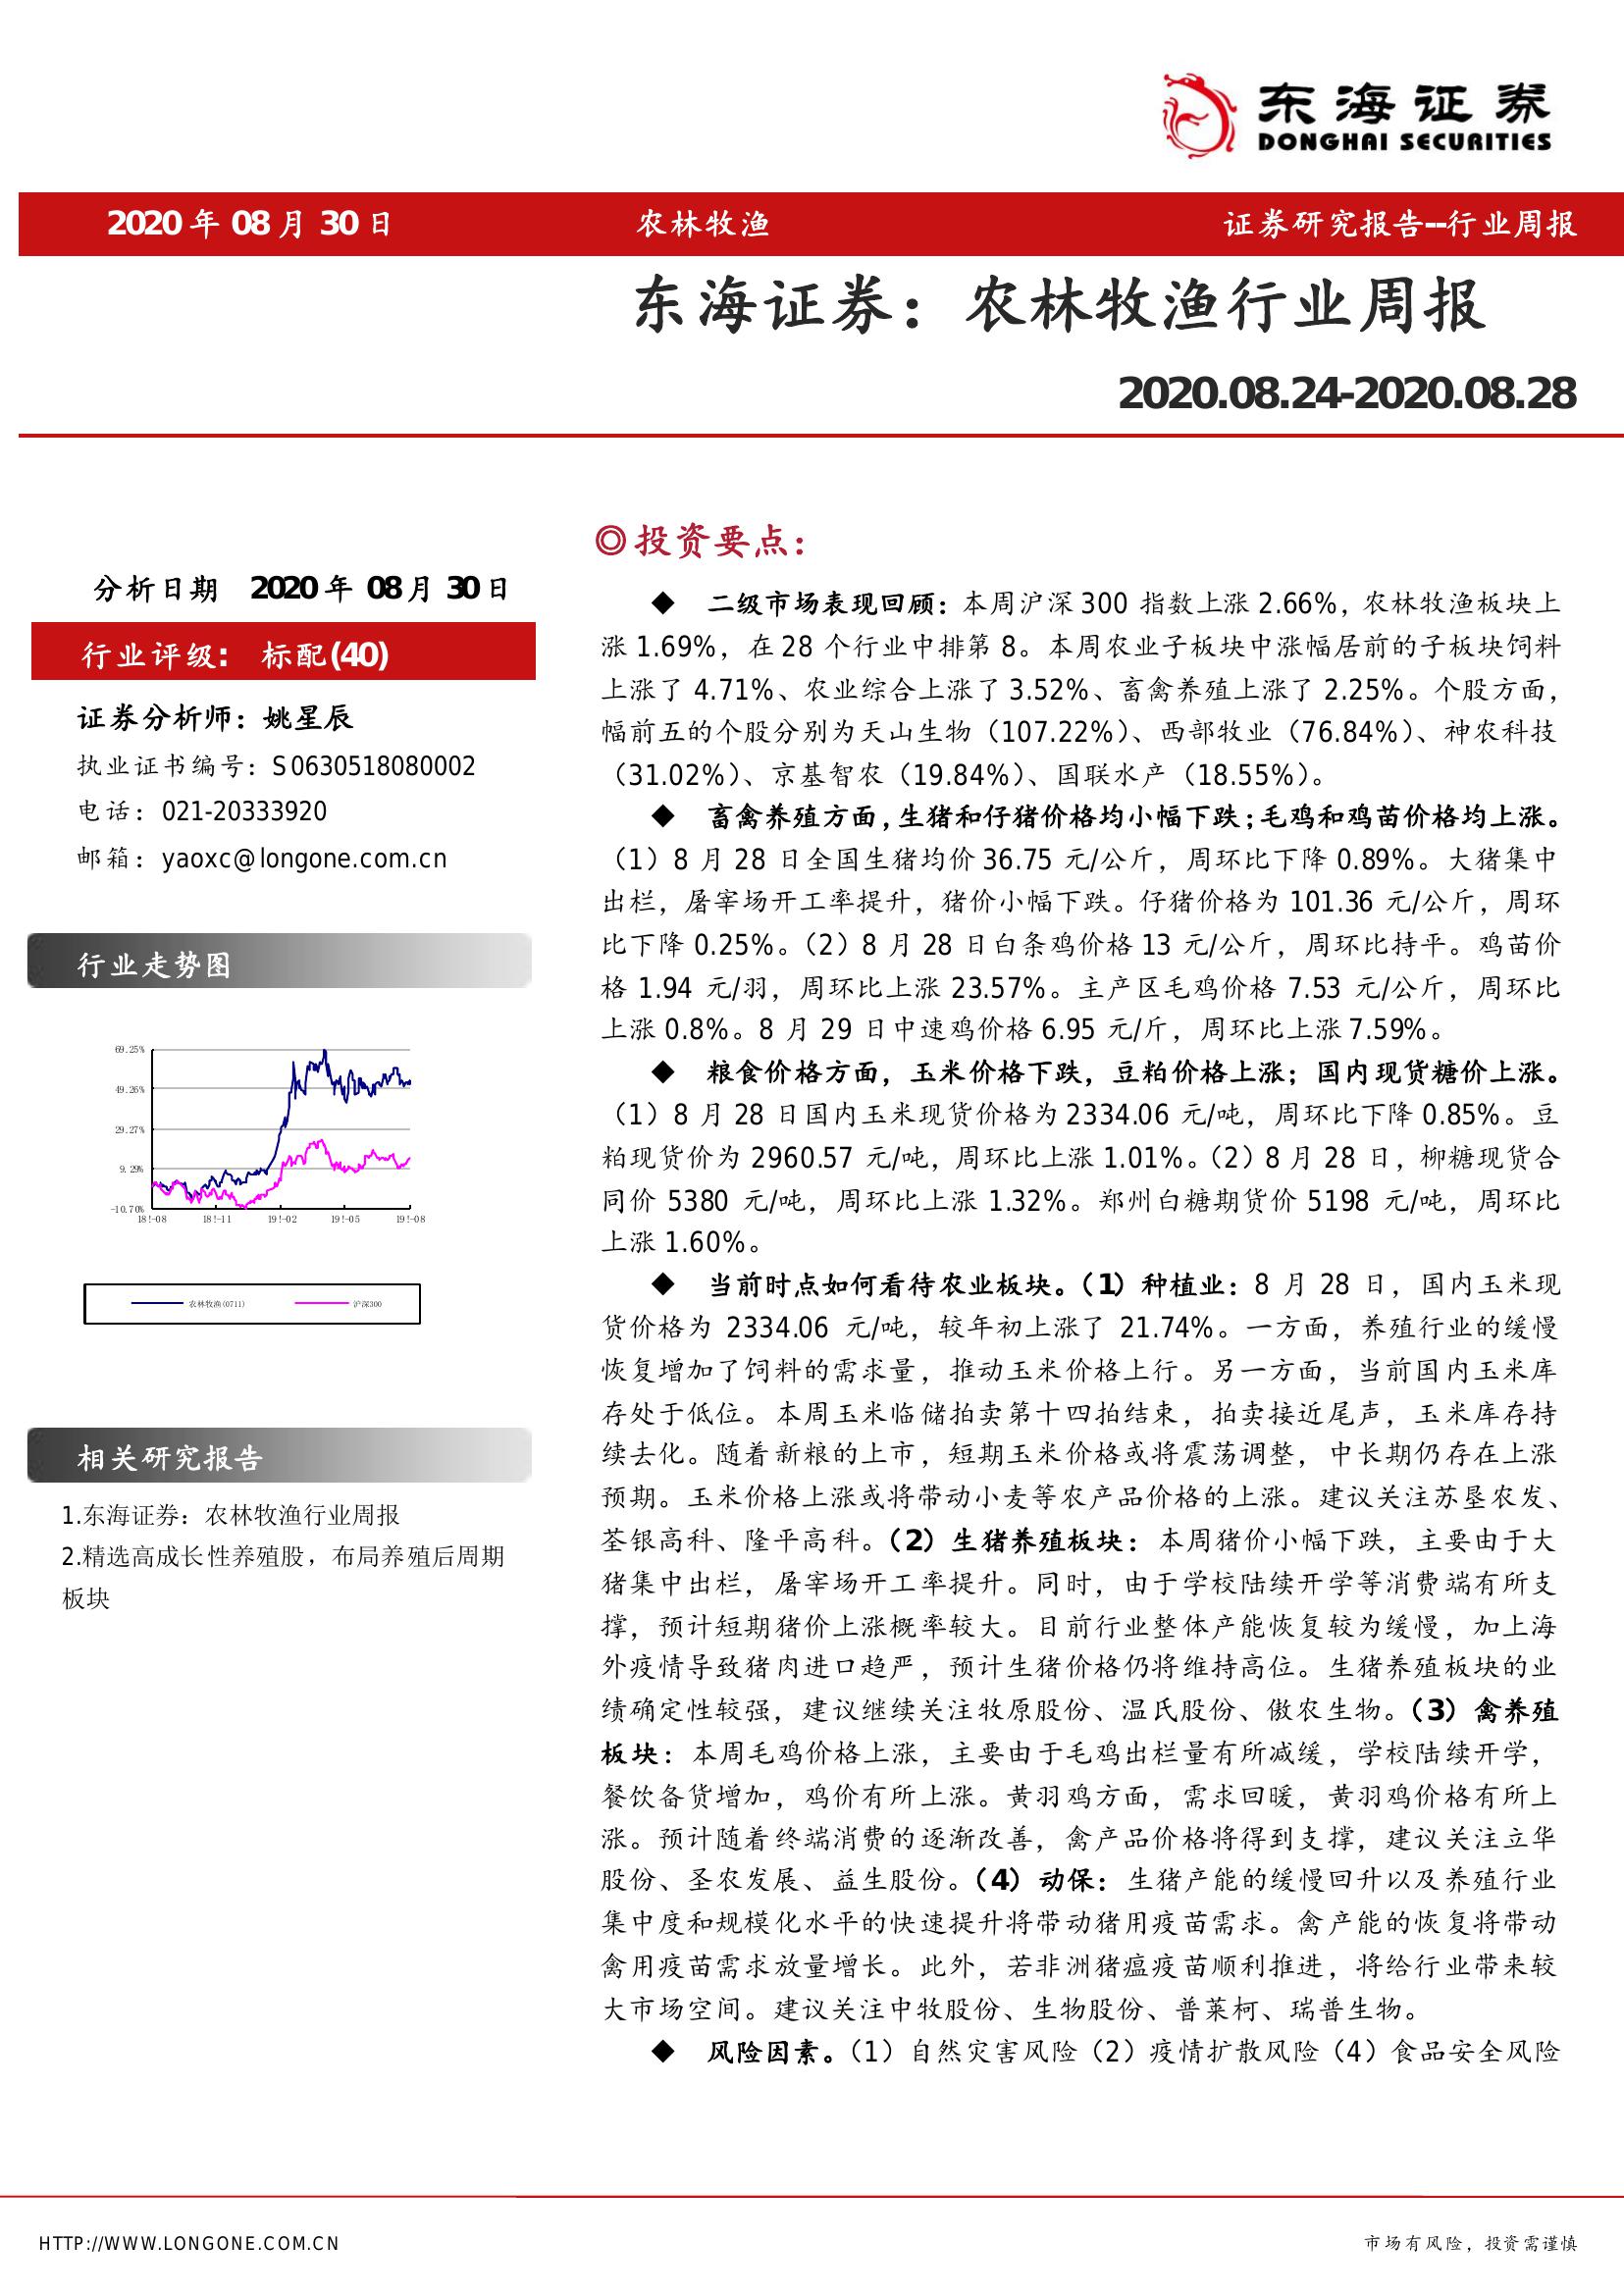 东海证券
DONGHAI SECURITIES
2020 年 08 月 30 日 农林牧渔 证券研究报告--行业周报
东海证券：农林牧渔行业周报
2020.08.24-2020.08.28
分析日期 2020 年 08 月 30 日
行业评级： 标配(40)
证券分析师：姚星辰
执业证书编号：S0630518080002
电话：021-20333920
邮箱：yaoxc@longone.com.cn
行业走势图
69.25%
49.26%
29.27%
9.29%
-10.70%
18!-08 18!-11 19!-02 19!-05 19!-08
农林牧渔(0711) 沪深300
相关研究报告
1.东海证券：农林牧渔行业周报
2.精选高成长性养殖股，布局养殖后周期
板块
◎投资要点：
◆ 二级市场表现回顾：本周沪深 300 指数上涨 2.66%，农林牧渔板块上
涨 1.69%，在 28 个行业中排第 8。本周农业子板块中涨幅居前的子板块饲料
上涨了 4.71%、农业综合上涨了 3.52%、畜禽养殖上涨了 2.25%。个股方面，
幅前五的个股分别为天山生物（107.22%）、西部牧业（76.84%）、神农科技
（31.02%）、京基智农（19.84%）、国联水产（18.55%）。
◆ 畜禽养殖方面，生猪和仔猪价格均小幅下跌；毛鸡和鸡苗价格均上涨。
（1）8 月 28 日全国生猪均价 36.75 元/公斤，周环比下降 0.89%。大猪集中
出栏，屠宰场开工率提升，猪价小幅下跌。仔猪价格为 101.36 元/公斤，周环
比下降 0.25%。（2）8 月 28 日白条鸡价格 13 元/公斤，周环比持平。鸡苗价
格 1.94 元/羽，周环比上涨 23.57%。主产区毛鸡价格 7.53 元/公斤，周环比
上涨 0.8%。8 月 29 日中速鸡价格 6.95 元/斤，周环比上涨 7.59%。
◆ 粮食价格方面，玉米价格下跌，豆粕价格上涨；国内现货糖价上涨。
（1）8 月 28 日国内玉米现货价格为 2334.06 元/吨，周环比下降 0.85%。豆
粕现货价为 2960.57 元/吨，周环比上涨 1.01%。（2）8 月 28 日，柳糖现货合
同价 5380 元/吨，周环比上涨 1.32%。郑州白糖期货价 5198 元/吨，周环比
上涨 1.60%。
◆ 当前时点如何看待农业板块。（1）种植业：8 月 28 日，国内玉米现
货价格为 2334.06 元/吨，较年初上涨了 21.74%。一方面，养殖行业的缓慢
恢复增加了饲料的需求量，推动玉米价格上行。另一方面，当前国内玉米库
存处于低位。本周玉米临储拍卖第十四拍结束，拍卖接近尾声，玉米库存持
续去化。随着新粮的上市，短期玉米价格或将震荡调整，中长期仍存在上涨
预期。玉米价格上涨或将带动小麦等农产品价格的上涨。建议关注苏垦农发、
荃银高科、隆平高科。（2）生猪养殖板块：本周猪价小幅下跌，主要由于大
猪集中出栏，屠宰场开工率提升。同时，由于学校陆续开学等消费端有所支
撑，预计短期猪价上涨概率较大。目前行业整体产能恢复较为缓慢，加上海
外疫情导致猪肉进口趋严，预计生猪价格仍将维持高位。生猪养殖板块的业
绩确定性较强，建议继续关注牧原股份、温氏股份、傲农生物。（3）禽养殖
板块：本周毛鸡价格上涨，主要由于毛鸡出栏量有所减缓，学校陆续开学，
餐饮备货增加，鸡价有所上涨。黄羽鸡方面，需求回暖，黄羽鸡价格有所上
涨。预计随着终端消费的逐渐改善，禽产品价格将得到支撑，建议关注立华
股份、圣农发展、益生股份。（4）动保：生猪产能的缓慢回升以及养殖行业
集中度和规模化水平的快速提升将带动猪用疫苗需求。禽产能的恢复将带动
禽用疫苗需求放量增长。此外，若非洲猪瘟疫苗顺利推进，将给行业带来较
大市场空间。建议关注中牧股份、生物股份、普莱柯、瑞普生物。
◆ 风险因素。（1）自然灾害风险（2）疫情扩散风险（4）食品安全风险
HTTP://WWW.LONGONE.COM.CN 市场有风险，投资需谨慎